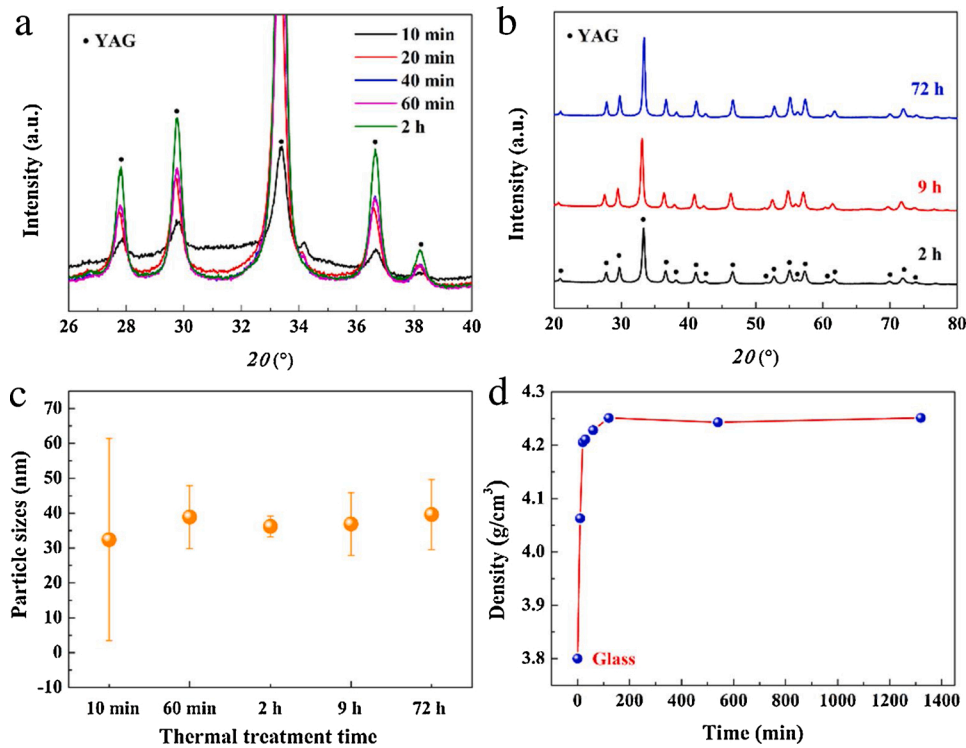 a
• YAG
10 min
20 min
40 min
60 min
2 h
Intensity (a.u.)
26 28 30 32 34 36 38 40
2θ (°)
b
• YAG
72 h
9 h
2 h
Intensity (a.u.)
20 30 40 50 60 70 80
2θ (°)
c
70
60
50
40
30
20
10
0
-10
Particle sizes (nm)
10 min 60 min 2 h 9 h 72 h
Thermal treatment time
d
4.3
4.2
4.1
4.0
3.9
3.8
Density (g/cm³)
Glass
0 200 400 600 800 1000 1200 1400
Time (min)